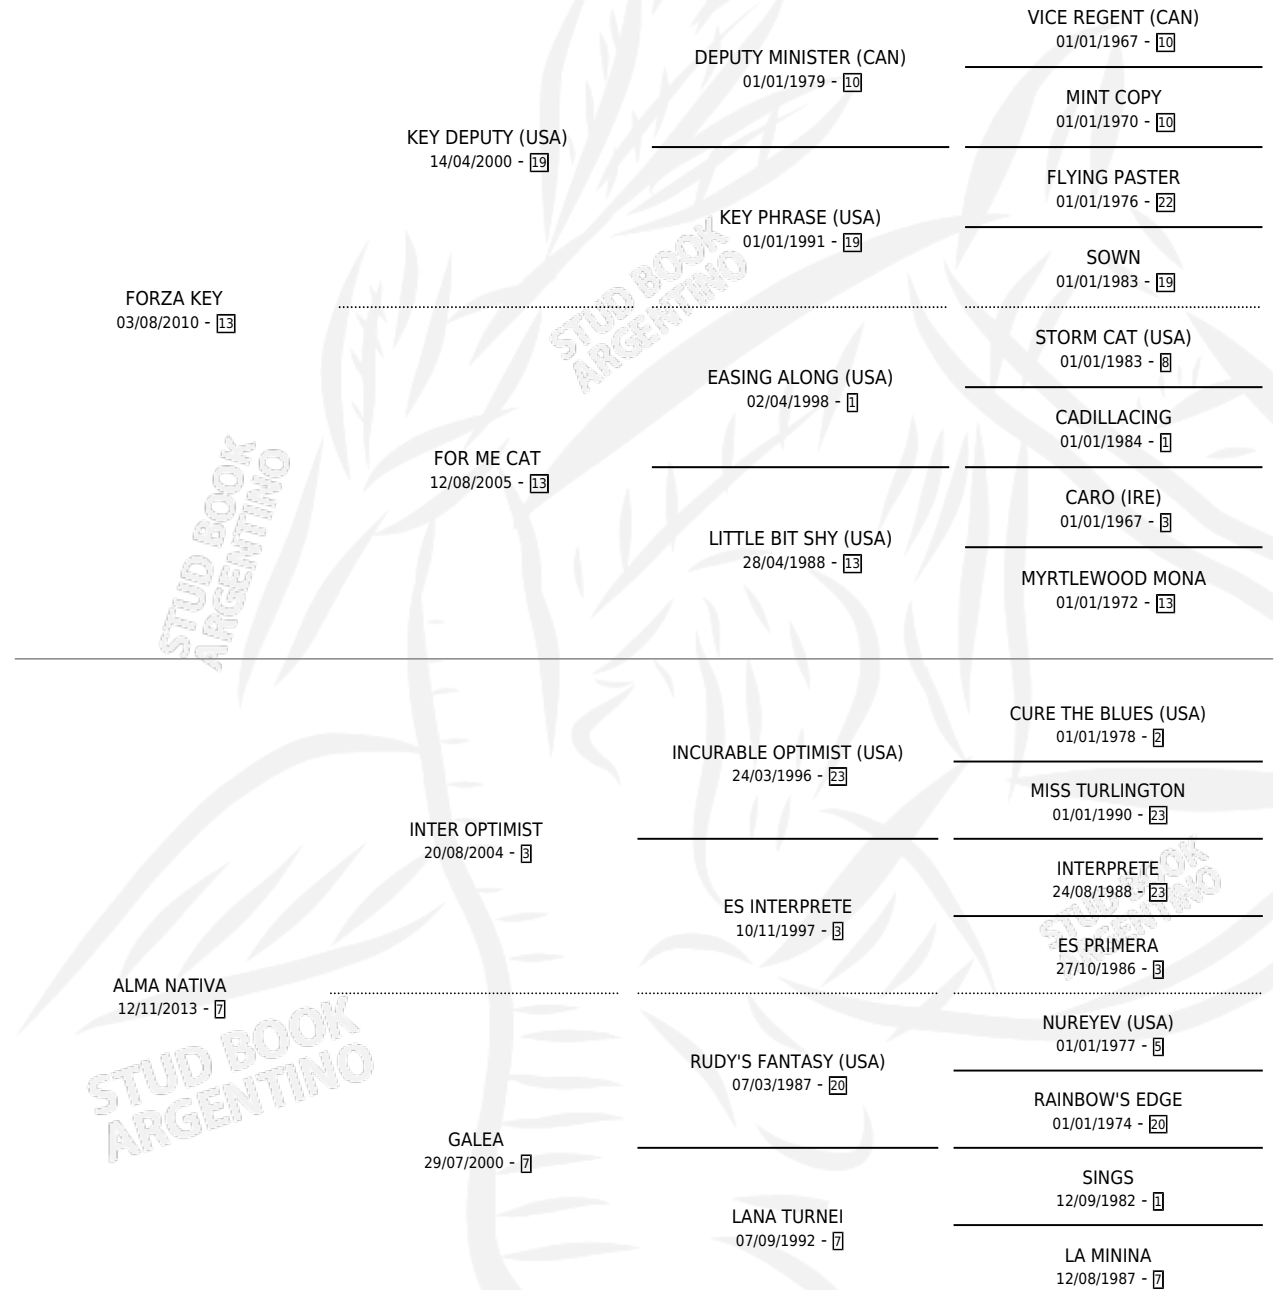 VICE REGENT (CAN)
01/01/1967 - 10
DEPUTY MINISTER (CAN)
01/01/1979 - 10
MINT COPY
01/01/1970 - 10
KEY DEPUTY (USA)
14/04/2000 - 19
FLYING PASTER
01/01/1976 - 22
KEY PHRASE (USA)
01/01/1991 - 19
SOWN
01/01/1983 - 19
FORZA KEY
03/08/2010 - 13
STORM CAT (USA)
01/01/1983 - 8
EASING ALONG (USA)
02/04/1998 - 1
CADILLACING
01/01/1984 - 1
FOR ME CAT
12/08/2005 - 13
CARO (IRE)
01/01/1967 - 3
LITTLE BIT SHY (USA)
28/04/1988 - 13
MYRTLEWOOD MONA
01/01/1972 - 13
STUD BOOK
ARGENTINO
STUD BOOK
ARGENTINO
CURE THE BLUES (USA)
01/01/1978 - 2
INCURABLE OPTIMIST (USA)
24/03/1996 - 23
MISS TURLINGTON
01/01/1990 - 23
INTER OPTIMIST
20/08/2004 - 3
INTERPRETE
24/08/1988 - 23
ES INTERPRETE
10/11/1997 - 3
ES PRIMERA
27/10/1986 - 3
STUD BOOK
ARGENTINO
ALMA NATIVA
12/11/2013 - 7
NUREYEV (USA)
01/01/1977 - 5
RUDY'S FANTASY (USA)
07/03/1987 - 20
RAINBOW'S EDGE
01/01/1974 - 20
STUD BOOK
ARGENTINO
GALEA
29/07/2000 - 7
SINGS
12/09/1982 - 1
LANA TURNEI
07/09/1992 - 7
LA MININA
12/08/1987 - 7